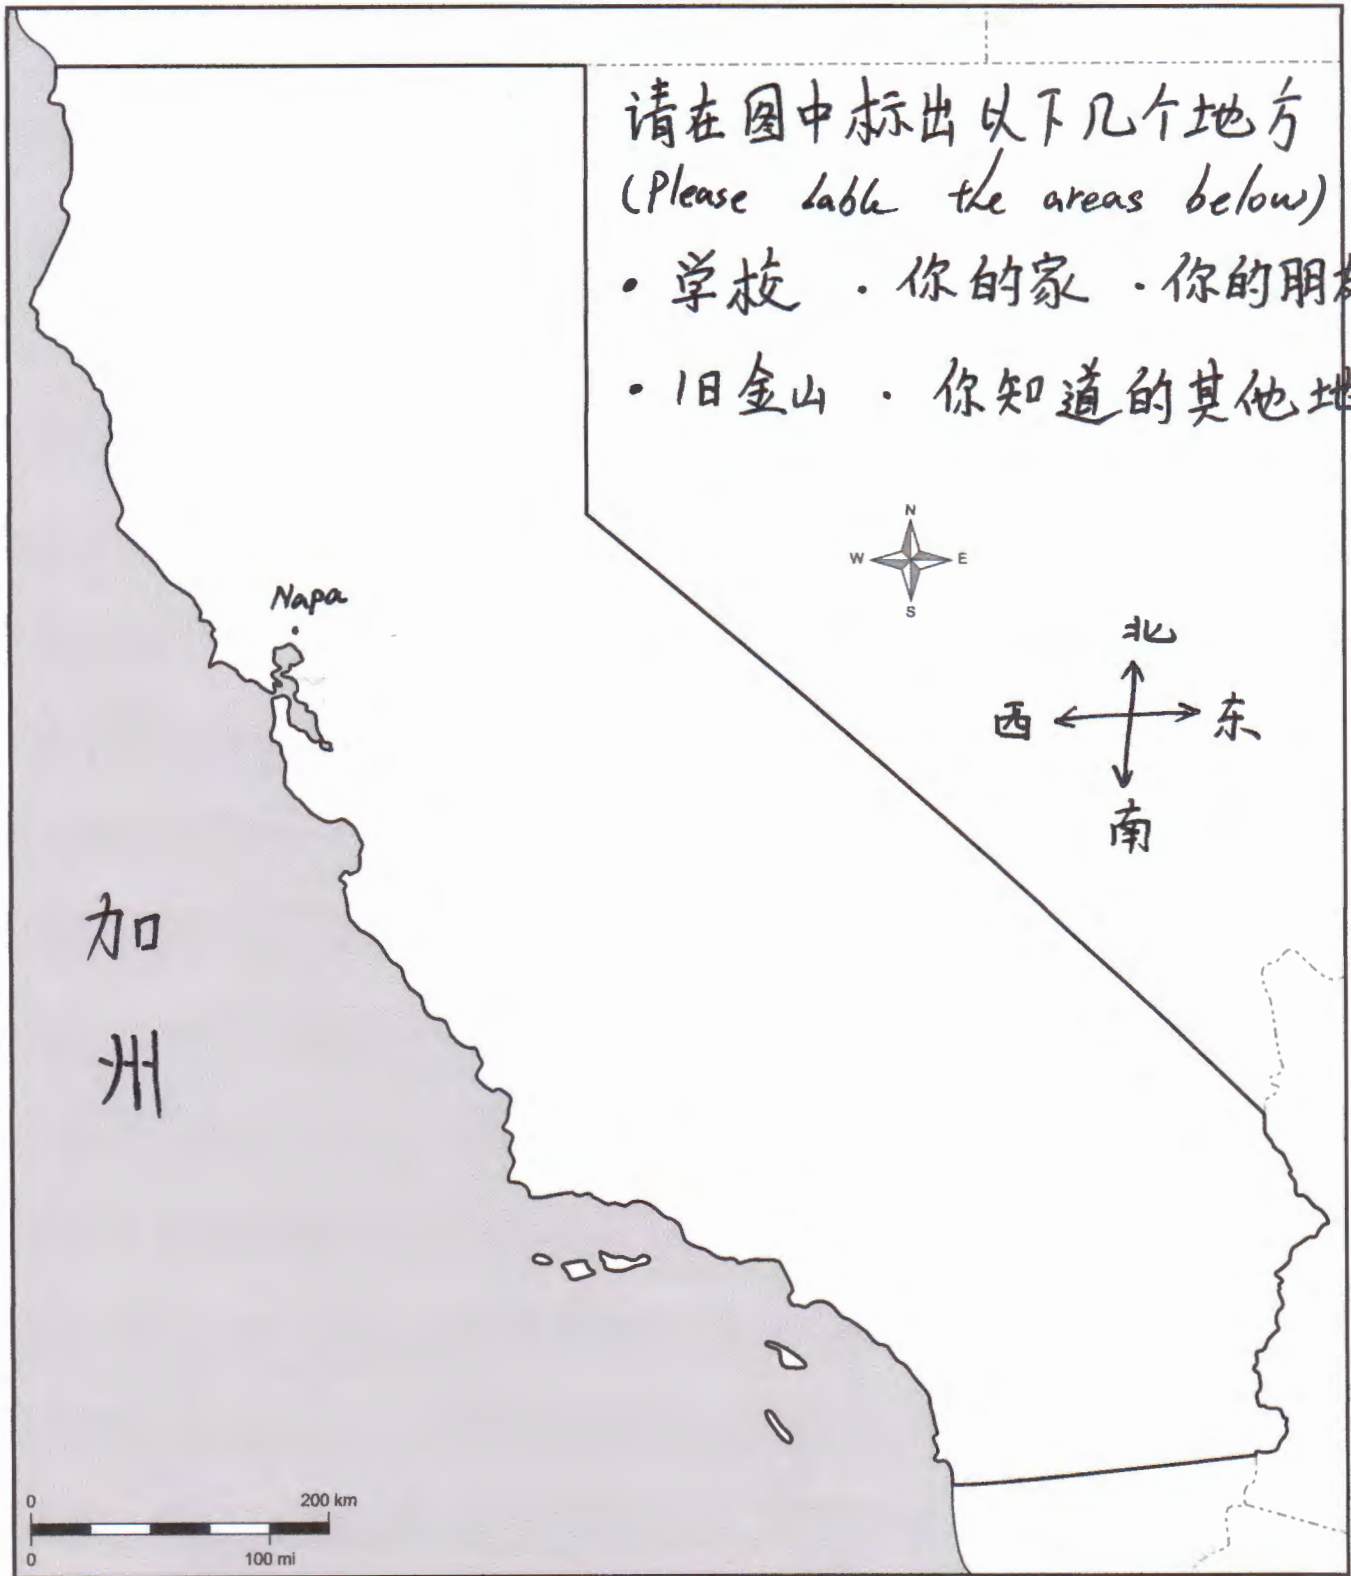 请在图中标出以下几个地方
(Please lable the areas below)
• 学校 · 你的家 · 你的朋
• 旧金山 · 你知道的其他地
N
W E
S
Napa
北
西 东
南
加
州
0 200 km
0 100 mi